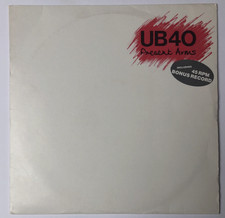 UB40
Present Arms
45 RPM
BONUS RECORD